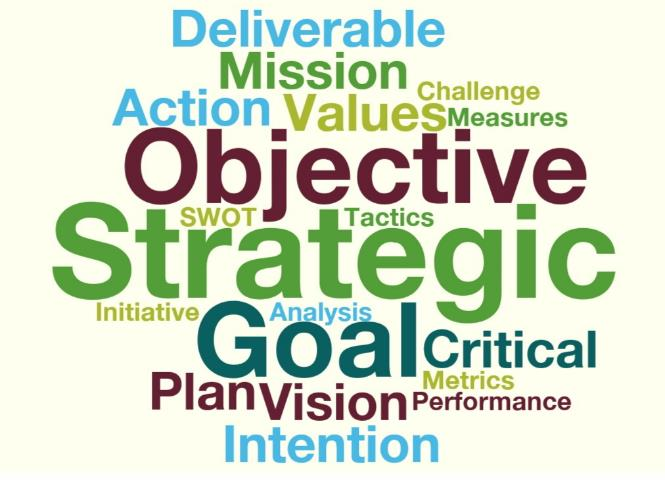 Deliverable
Mission
Challenge
Action Values Measures
Objective
SWOT Tactics
Strategic
Initiative Analysis
Goal Critical
Metrics
Plan Vision Performance
Intention